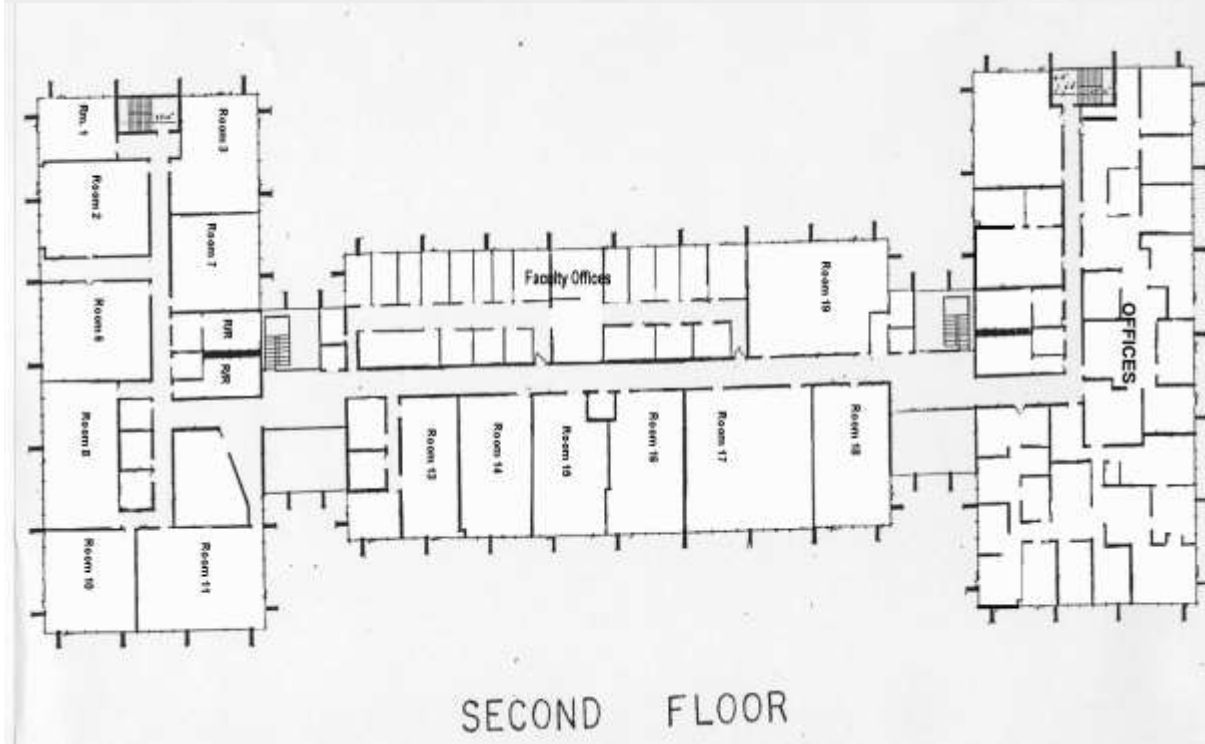 Rm. 1
Room 3
Room 2
Room 7
Room 6
R/R
R/R
Room 8
Room 10
Room 11
Faculty Offices
Room 19
Room 13
Room 14
Room 15
Room 16
Room 17
Room 18
OFFICES
SECOND FLOOR